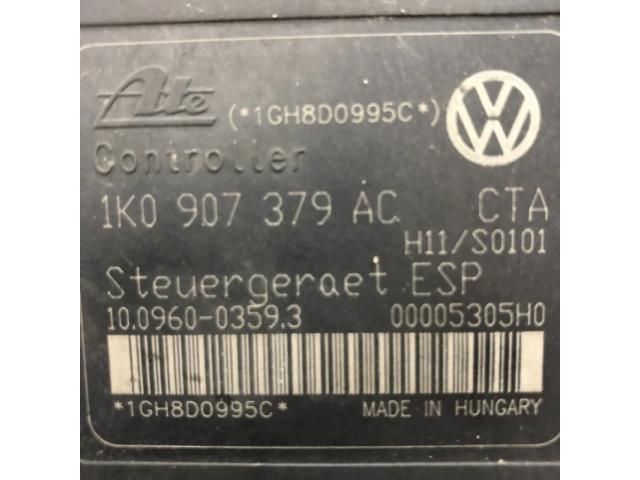 Ate (*1GH8D0995C*) VW
Controller
1K0 907 379 AC CTA
H11/S0101
Steuergeraet ESP
10.0960-0359.3 00005305H0
*1GH8D0995C* MADE IN HUNGARY